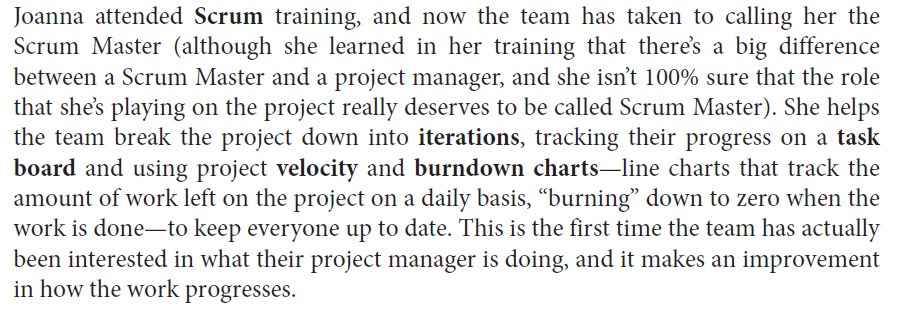 Joanna attended Scrum training, and now the team has taken to calling her the
Scrum Master (although she learned in her training that there’s a big difference
between a Scrum Master and a project manager, and she isn’t 100% sure that the role
that she’s playing on the project really deserves to be called Scrum Master). She helps
the team break the project down into iterations, tracking their progress on a task
board and using project velocity and burndown charts—line charts that track the
amount of work left on the project on a daily basis, “burning” down to zero when the
work is done—to keep everyone up to date. This is the first time the team has actually
been interested in what their project manager is doing, and it makes an improvement
in how the work progresses.